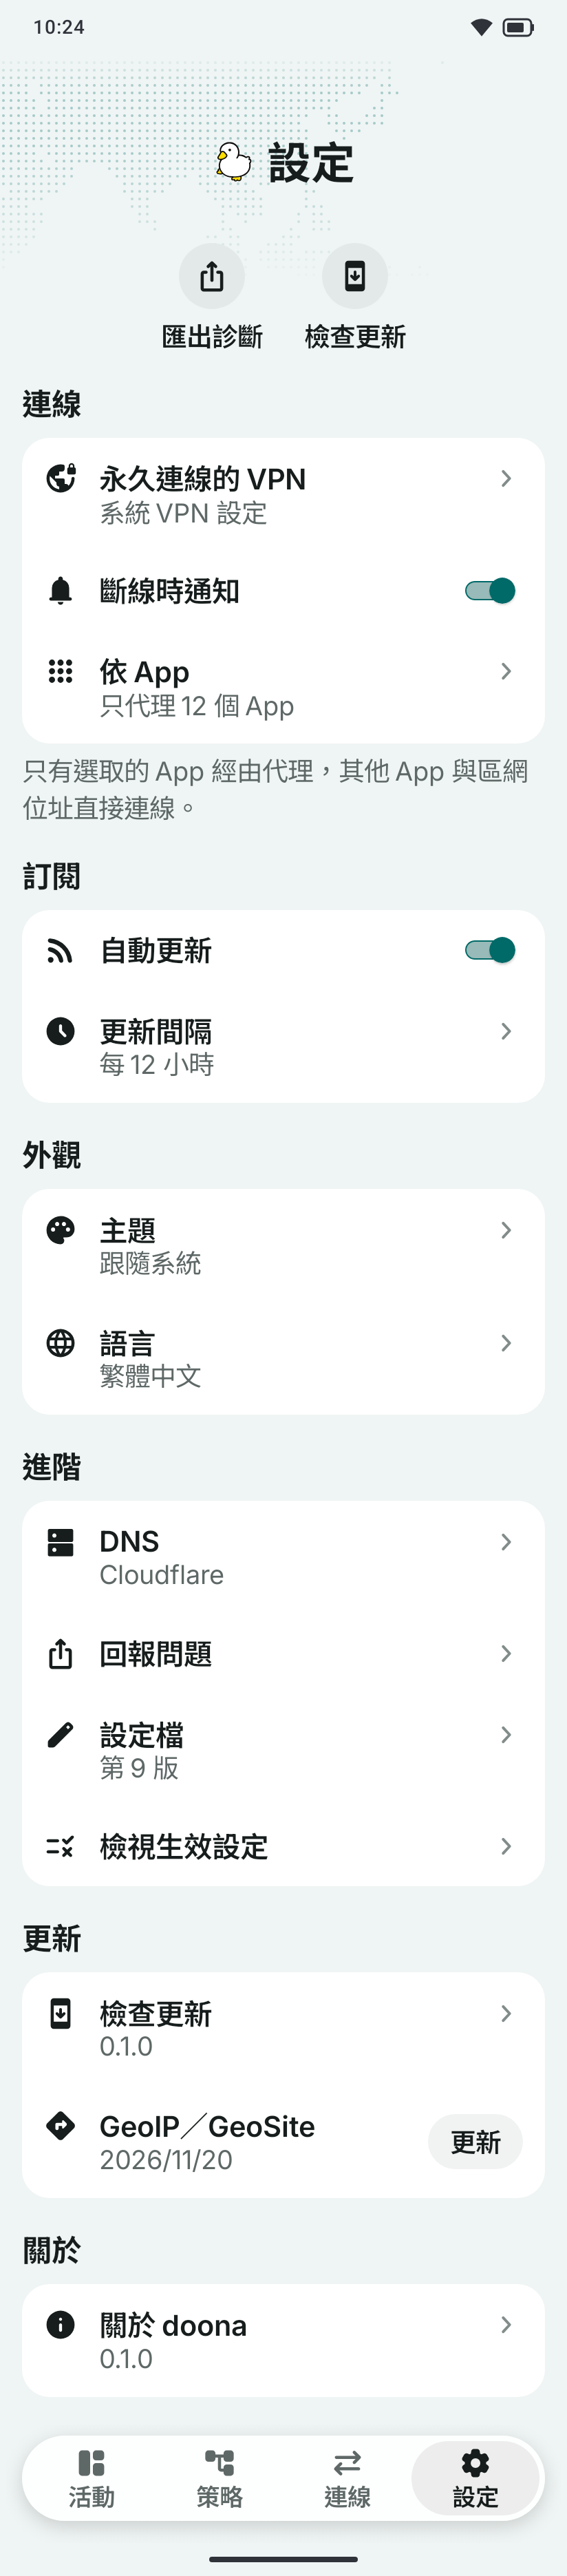 10:24
設定
匯出診斷
檢查更新
連線
永久連線的 VPN
系統 VPN 設定
斷線時通知
依 App
只代理 12 個 App
只有選取的 App 經由代理，其他 App 與區網
位址直接連線。
訂閱
自動更新
更新間隔
每 12 小時
外觀
主題
跟隨系統
語言
繁體中文
進階
DNS
Cloudflare
回報問題
設定檔
第 9 版
檢視生效設定
更新
檢查更新
0.1.0
GeoIP／GeoSite
2026/11/20
更新
關於
關於 doona
0.1.0
活動
策略
連線
設定